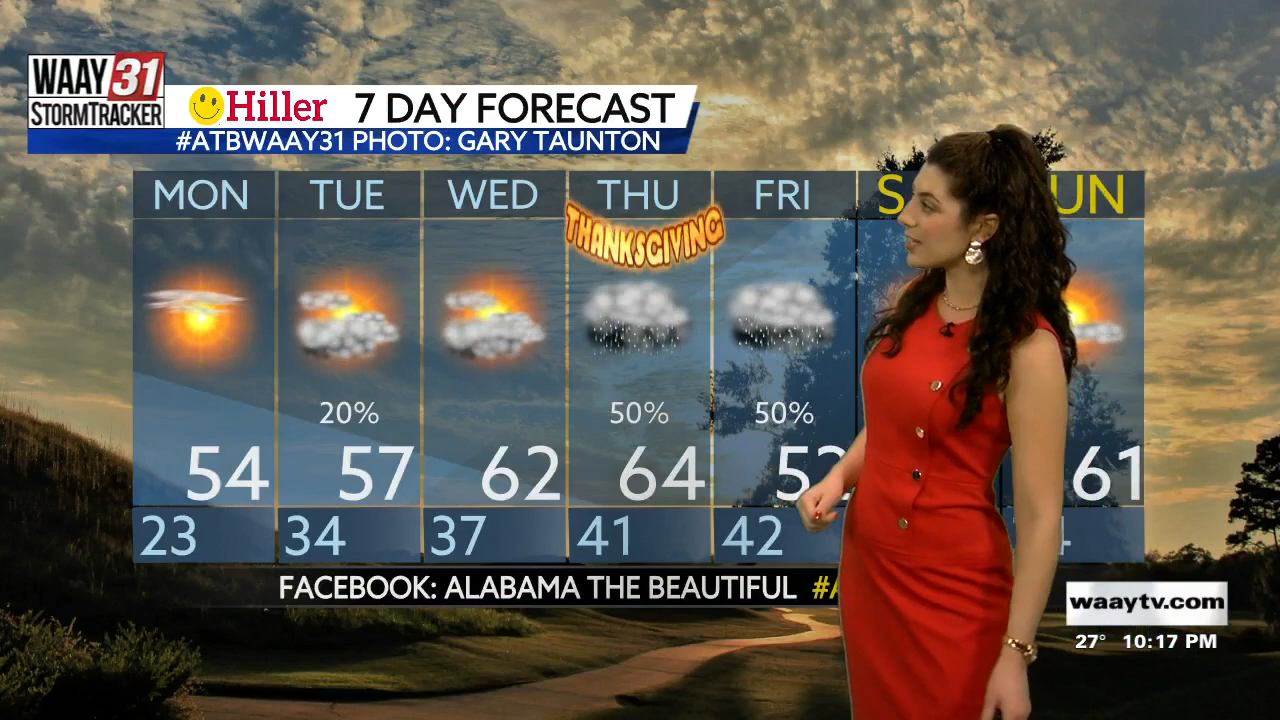 WAAY 31
STORMTRACKER
Hiller 7 DAY FORECAST
#ATBWAAY31 PHOTO: GARY TAUNTON
MON TUE WED THU FRI
THANKSGIVING
20% 50% 50%
54 57 62 64 61
23 34 37 41 42
FACEBOOK: ALABAMA THE BEAUTIFUL
waaytv.com
27° 10:17 PM